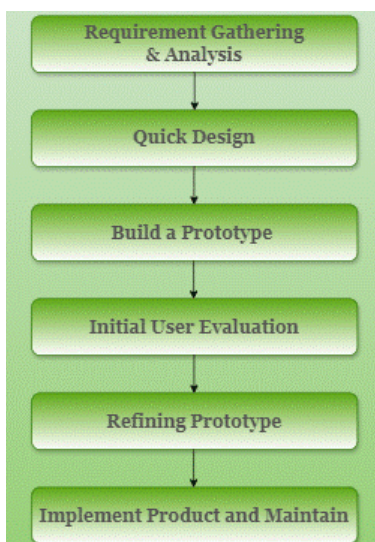 Requirement Gathering
& Analysis
Quick Design
Build a Prototype
Initial User Evaluation
Refining Prototype
Implement Product and Maintain